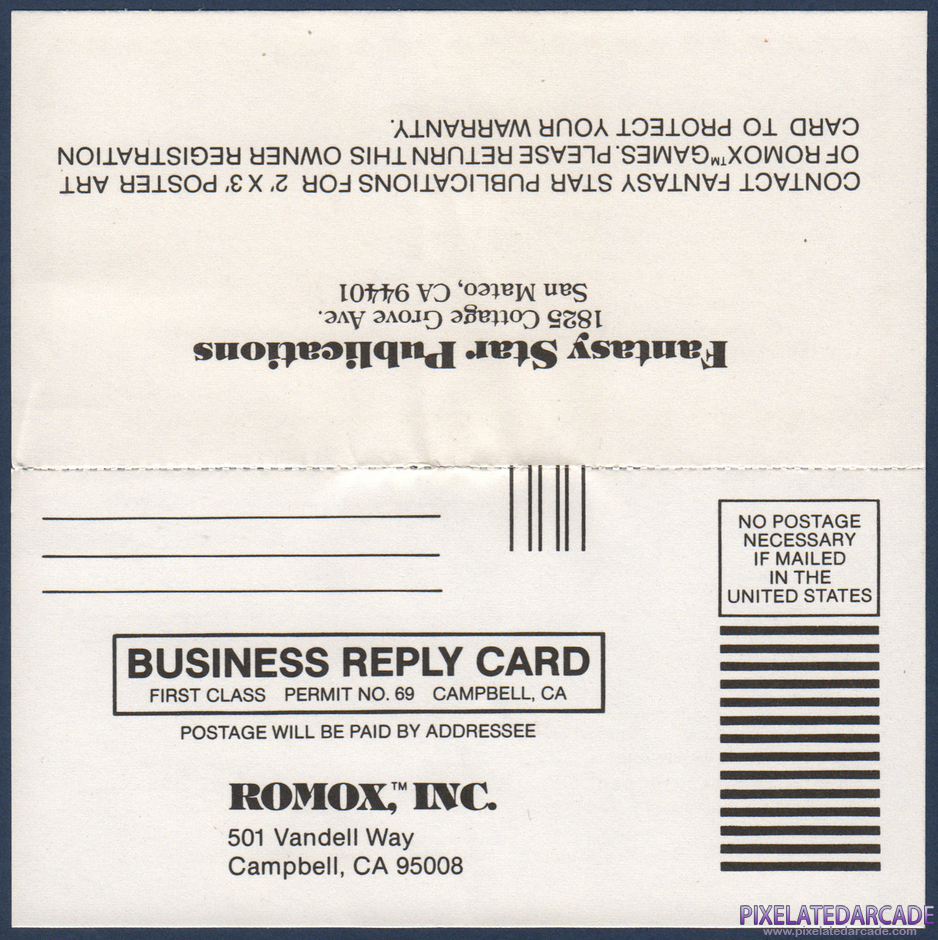 Fantasy Star Publications
1825 Cottage Grove Ave.
San Mateo, CA 94401
CONTACT FANTASY STAR PUBLICATIONS FOR 2' X 3' POSTER ART
OF ROMOX™ GAMES. PLEASE RETURN THIS OWNER REGISTRATION
CARD TO PROTECT YOUR WARRANTY.
NO POSTAGE
NECESSARY
IF MAILED
IN THE
UNITED STATES
BUSINESS REPLY CARD
FIRST CLASS PERMIT NO. 69 CAMPBELL, CA
POSTAGE WILL BE PAID BY ADDRESSEE
ROMOX,™ INC.
501 Vandell Way
Campbell, CA 95008
PIXELATEDARCADE
www.pixelatedarcade.com